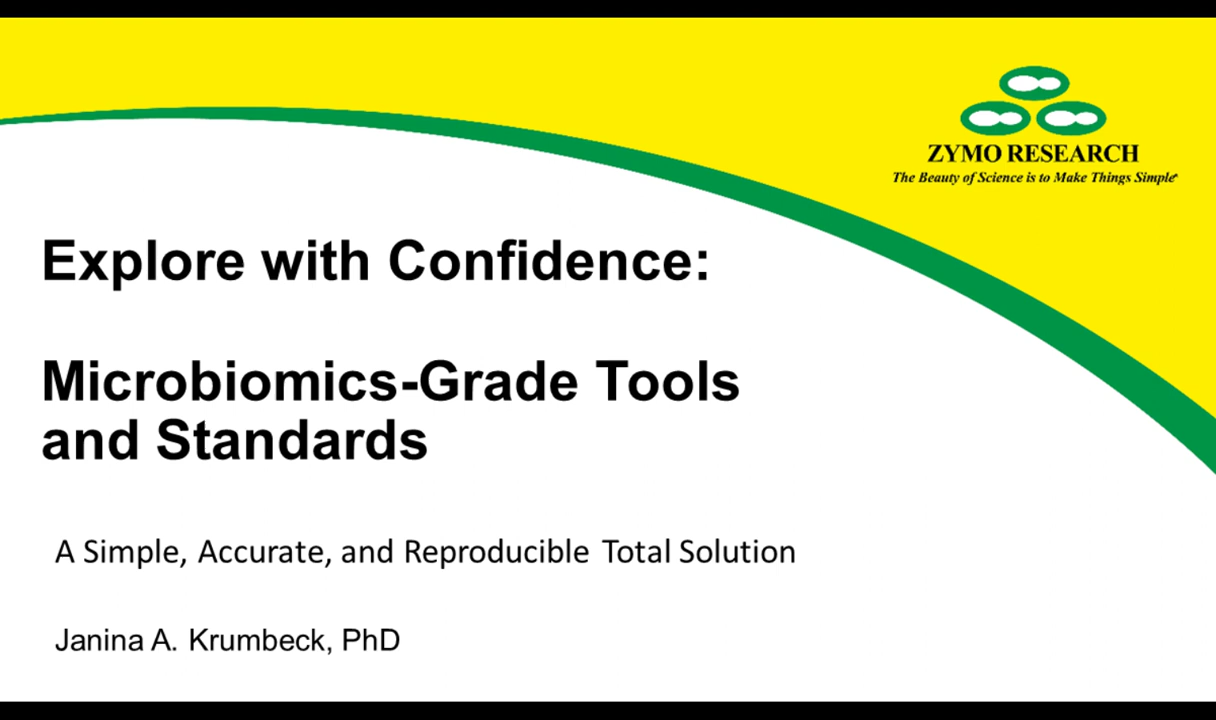 ZYMO RESEARCH
The Beauty of Science is to Make Things Simple
Explore with Confidence:
Microbiomics-Grade Tools
and Standards
A Simple, Accurate, and Reproducible Total Solution
Janina A. Krumbeck, PhD